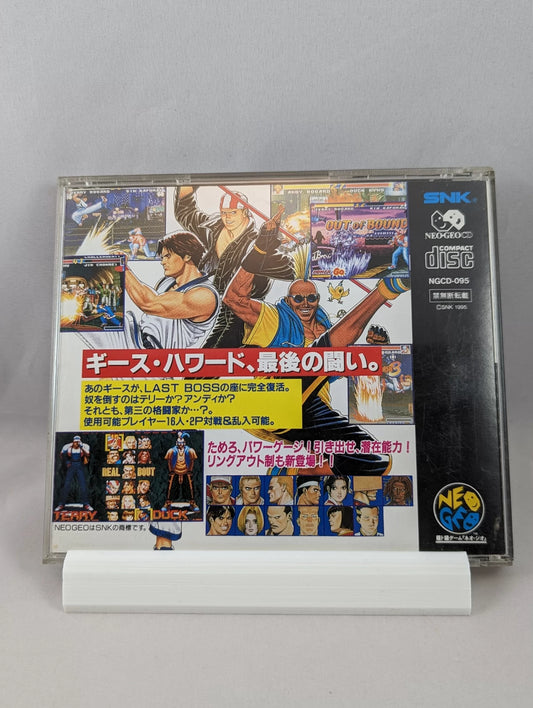 SNK
NEO・GEO CD
COMPACT
disc
NGCD-095
禁無断転載
©SNK 1995
OUT OF BOUNDS
ギース・ハワード、最後の闘い。
あのギースが、LAST BOSSの座に完全復活。
奴を倒すのはテリーか?アンディか?
それとも、第三の格闘家か…?。
使用可能プレイヤー16人・2P対戦&乱入可能。
ためろ、パワーゲージ!引き出せ、潜在能力!
リングアウト制も新登場!!
REAL BOUT
TERRY
DUCK
NEOGEOはSNKの商標です。
NEO
GEO